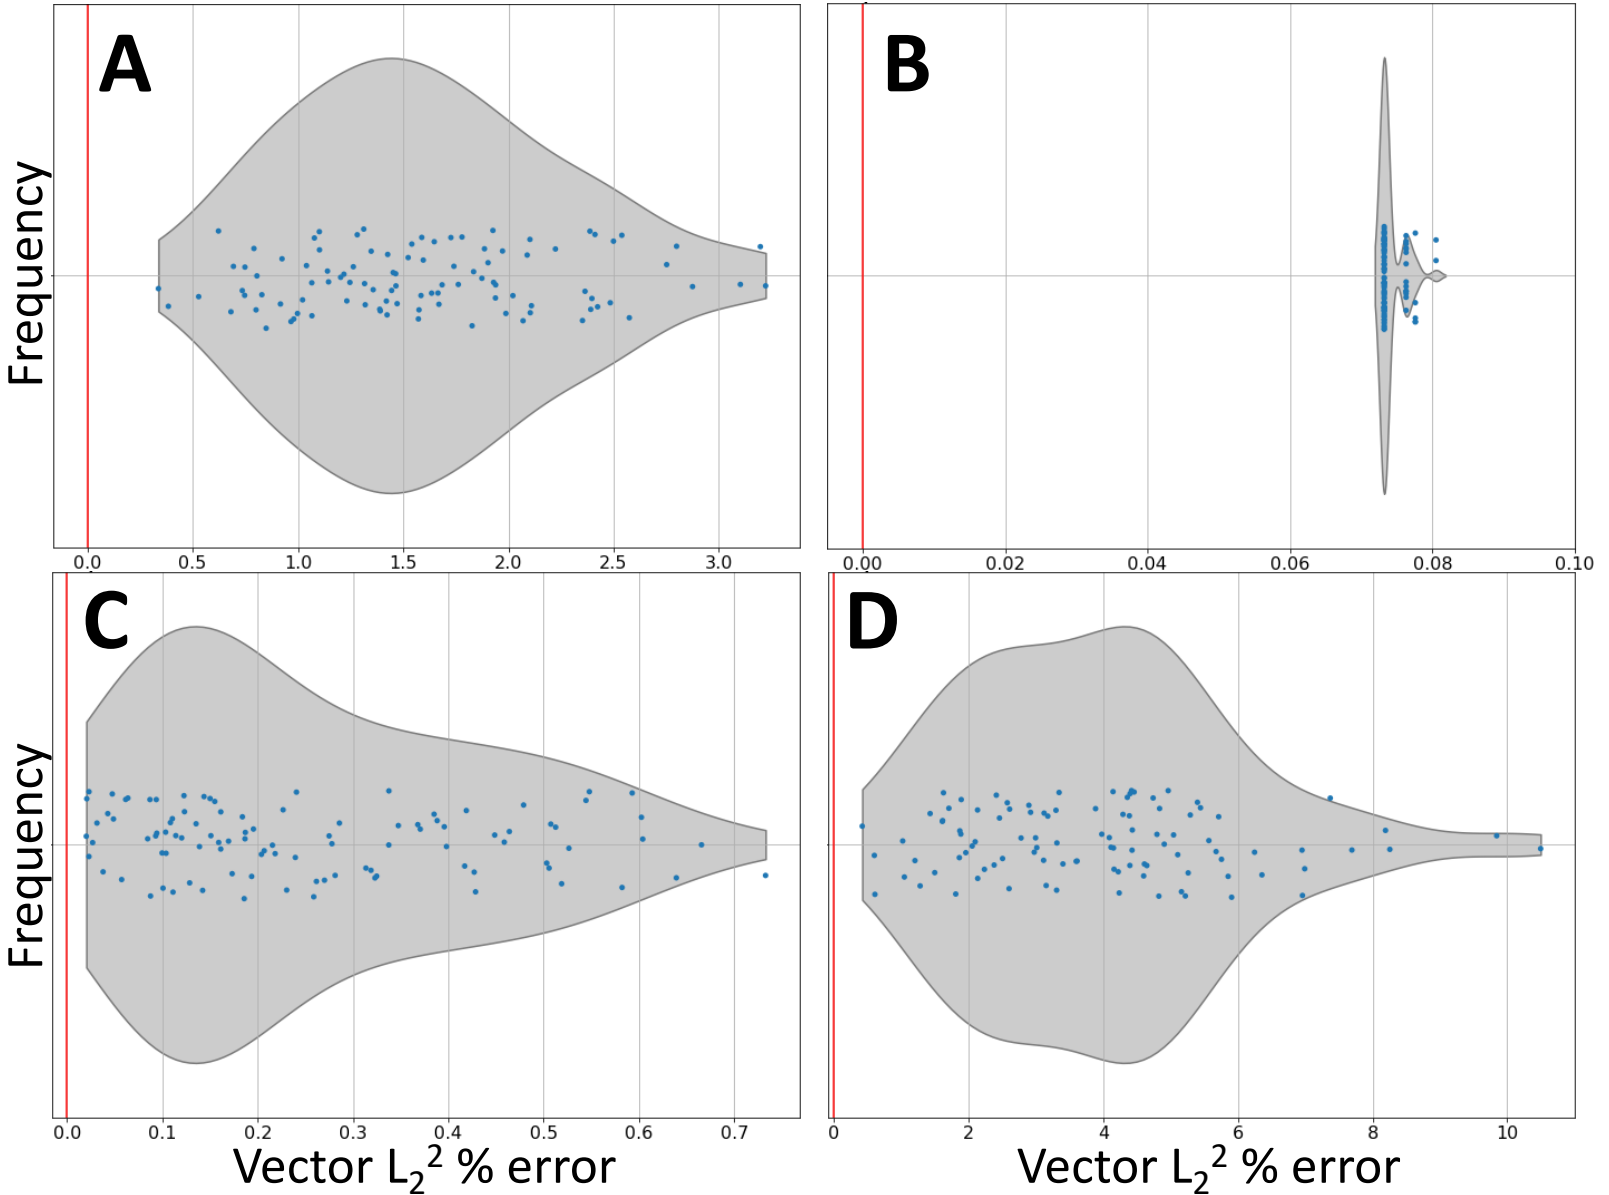 A
B
Frequency
0.0 0.5 1.0 1.5 2.0 2.5 3.0
0.00 0.02 0.04 0.06 0.08 0.10
C
D
Frequency
0.0 0.1 0.2 0.3 0.4 0.5 0.6 0.7
0 2 4 6 8 10
Vector L₂² % error
Vector L₂² % error